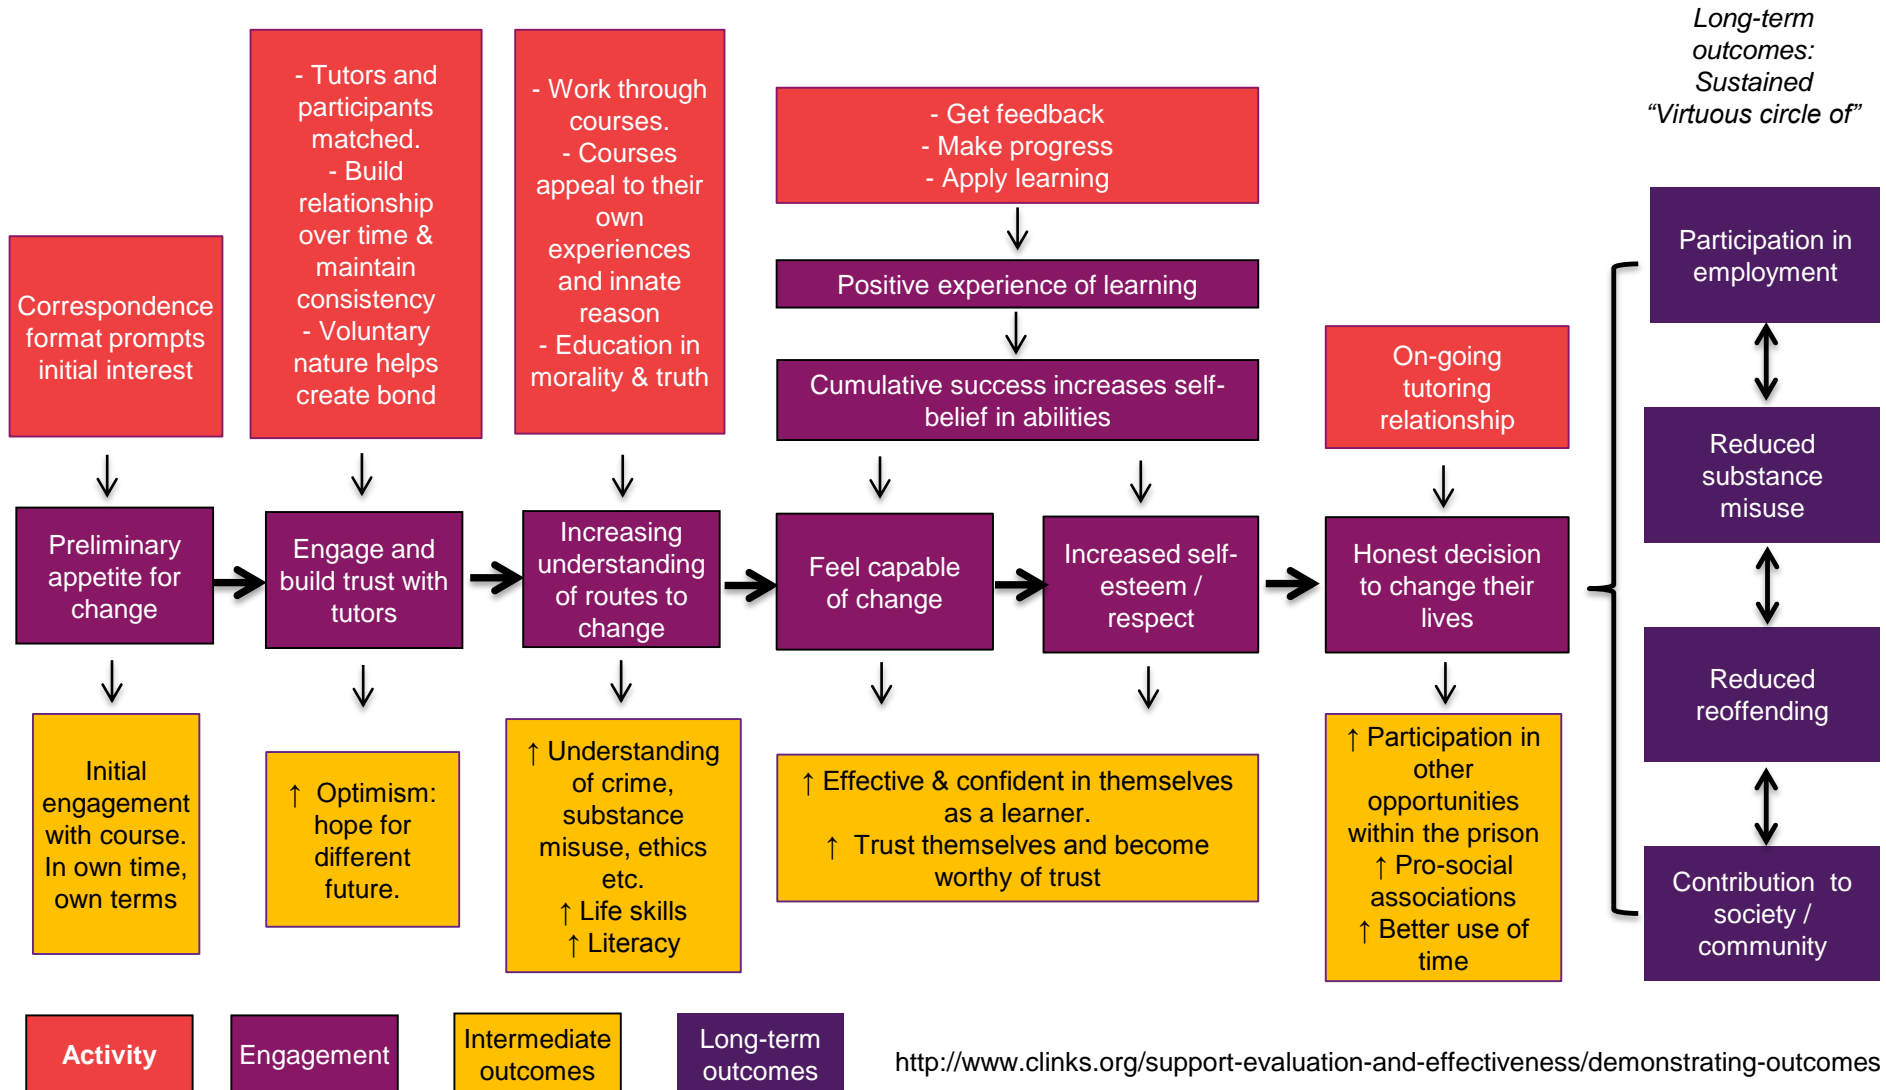 Long-term
outcomes:
Sustained
“Virtuous circle of”
Correspondence
format prompts
initial interest
- Tutors and
participants
matched.
- Build
relationship
over time &
maintain
consistency
- Voluntary
nature helps
create bond
- Work through
courses.
- Courses
appeal to their
own
experiences
and innate
reason
- Education in
morality & truth
- Get feedback
- Make progress
- Apply learning
Positive experience of learning
Cumulative success increases self-
belief in abilities
On-going
tutoring
relationship
Preliminary
appetite for
change
Engage and
build trust with
tutors
Increasing
understanding
of routes to
change
Feel capable
of change
Increased self-
esteem /
respect
Honest decision
to change their
lives
Initial
engagement
with course.
In own time,
own terms
↑ Optimism:
hope for
different
future.
↑ Understanding
of crime,
substance
misuse, ethics
etc.
↑ Life skills
↑ Literacy
↑ Effective & confident in themselves
as a learner.
↑ Trust themselves and become
worthy of trust
↑ Participation in
other
opportunities
within the prison
↑ Pro-social
associations
↑ Better use of
time
Participation in
employment
Reduced
substance
misuse
Reduced
reoffending
Contribution to
society /
community
Activity
Engagement
Intermediate
outcomes
Long-term
outcomes
http://www.clinks.org/support-evaluation-and-effectiveness/demonstrating-outcomes